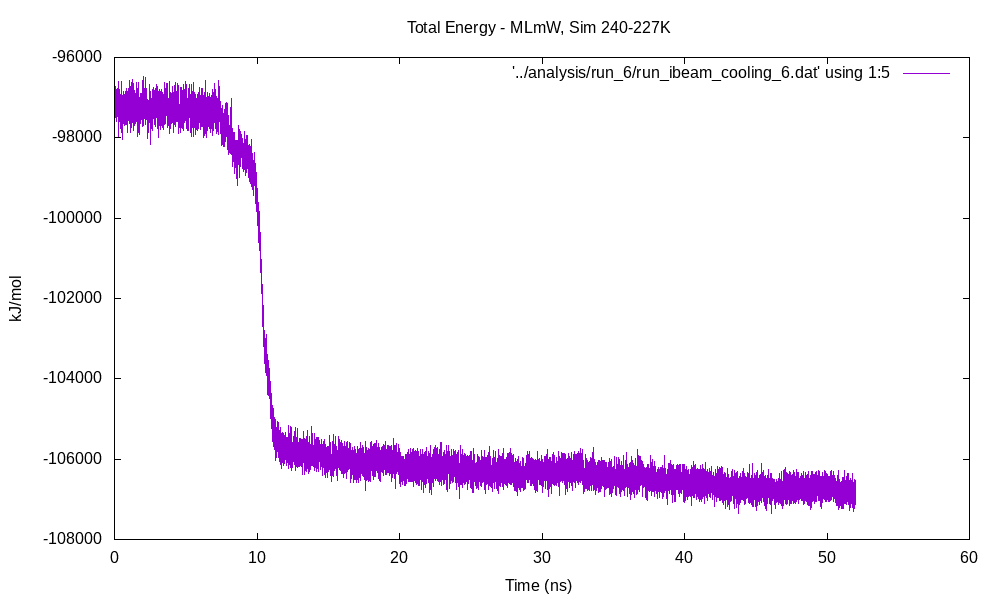 Total Energy - MLmW, Sim 240-227K
'../analysis/run_6/run_ibeam_cooling_6.dat' using 1:5
-96000
-98000
-100000
-102000
-104000
-106000
-108000
kJ/mol
0 10 20 30 40 50 60
Time (ns)